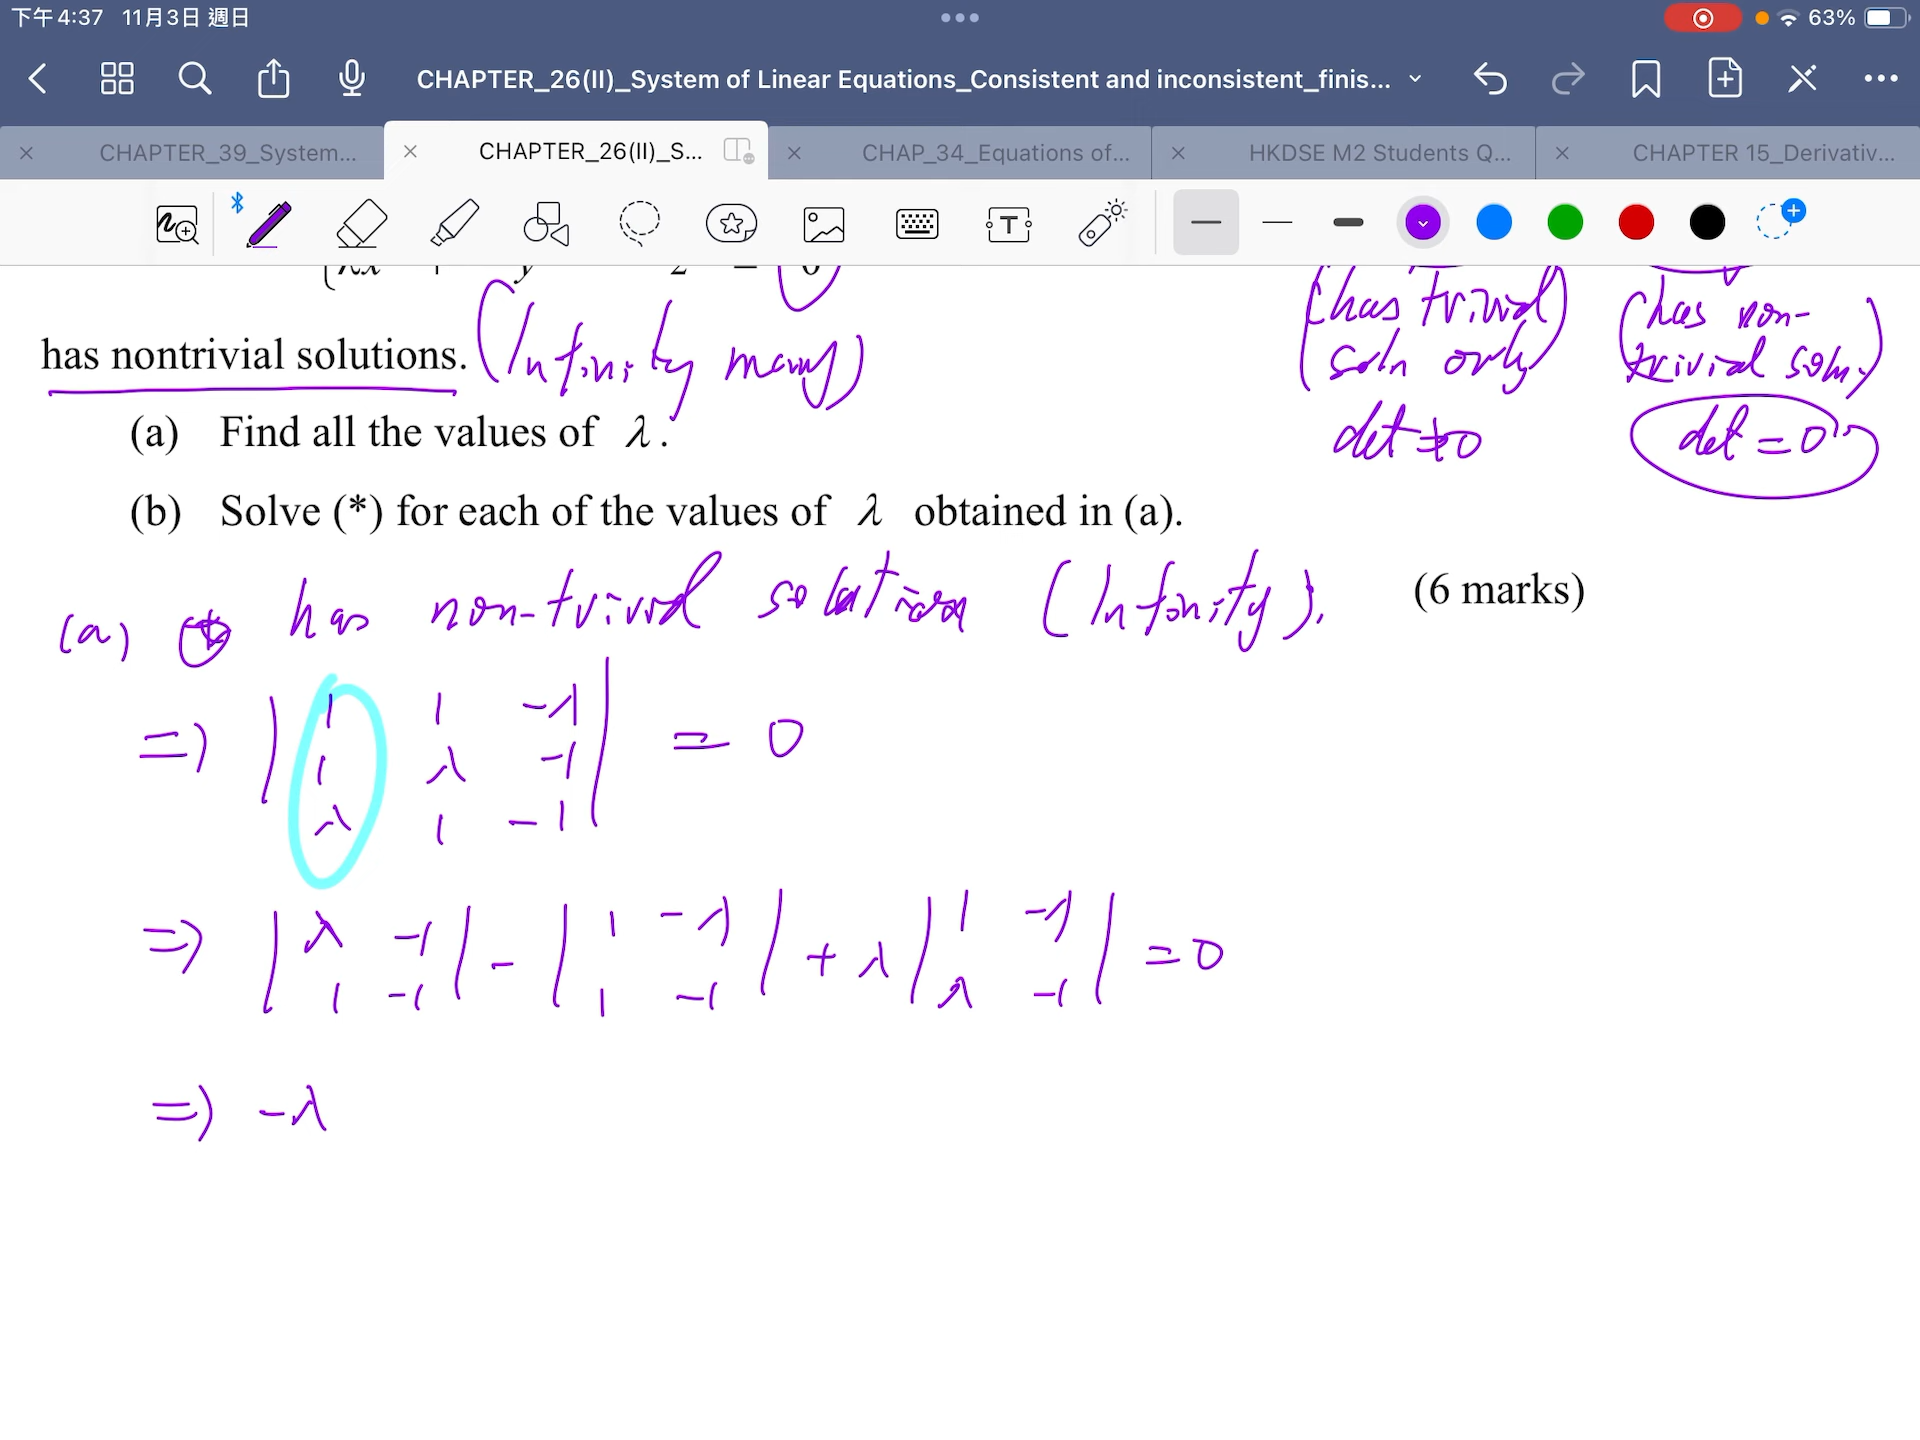 下午4:37 11月3日 週日
63%
CHAPTER_26(II)_System of Linear Equations_Consistent and inconsistent_finis...
CHAPTER_39_System...
CHAPTER_26(II)_S...
CHAP_34_Equations of...
HKDSE M2 Students Q...
CHAPTER 15_Derivativ...
has nontrivial solutions. (Infinity many)
(has trivial soln only)
det ≠ 0
(has non-trivial soln)
det = 0
(a) Find all the values of λ.
(b) Solve (*) for each of the values of λ obtained in (a).
(6 marks)
(a) (*) has non-trivial solution (Infinity).
=> | 1 1 -λ
1 λ -1
λ 1 -1 | = 0
=> | λ -1
1 -1 | - | 1 -λ
1 -1 | + λ | 1 -λ
λ -1 | = 0
=> -λ